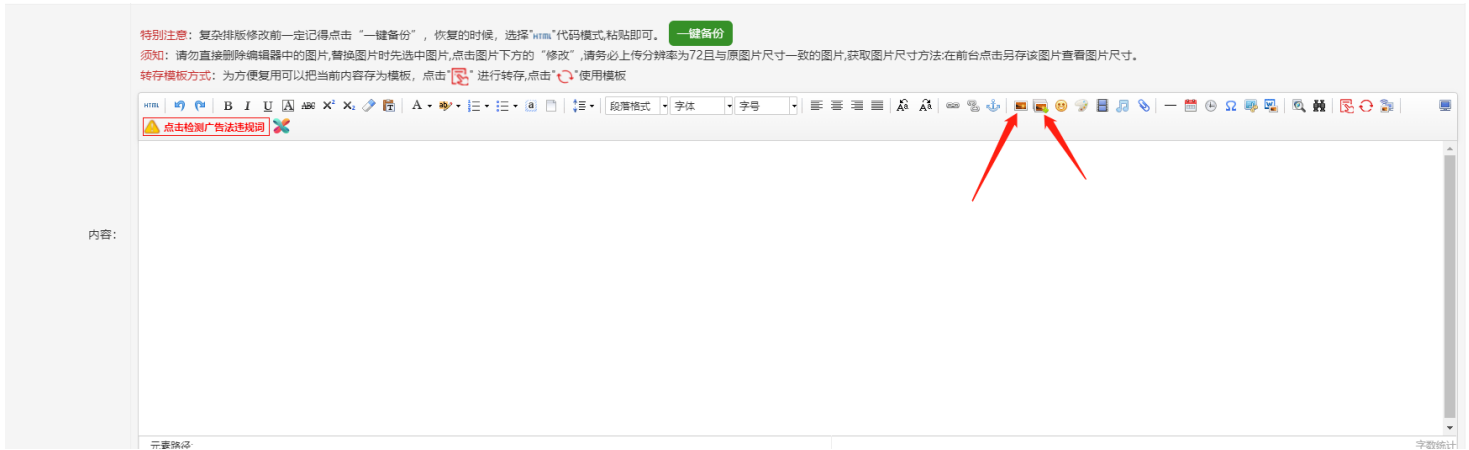 特别注意：复杂排版修改前一定记得点击“一键备份”，恢复的时候，选择"HTML"代码模式,粘贴即可。 一键备份
须知：请勿直接删除编辑器中的图片,替换图片时先选中图片,点击图片下方的“修改”,请务必上传分辨率为72且与原图片尺寸一致的图片,获取图片尺寸方法:在前台点击另存该图片查看图片尺寸。
转存模板方式：为方便复用可以把当前内容存为模板，点击" " 进行转存,点击" "使用模板
HTML B I U A ABC X² X₂ A ab a 段落格式 字体 字号 Aa Aa Ω
点击检测广告法违规词
内容：
元素路径:
字数统计